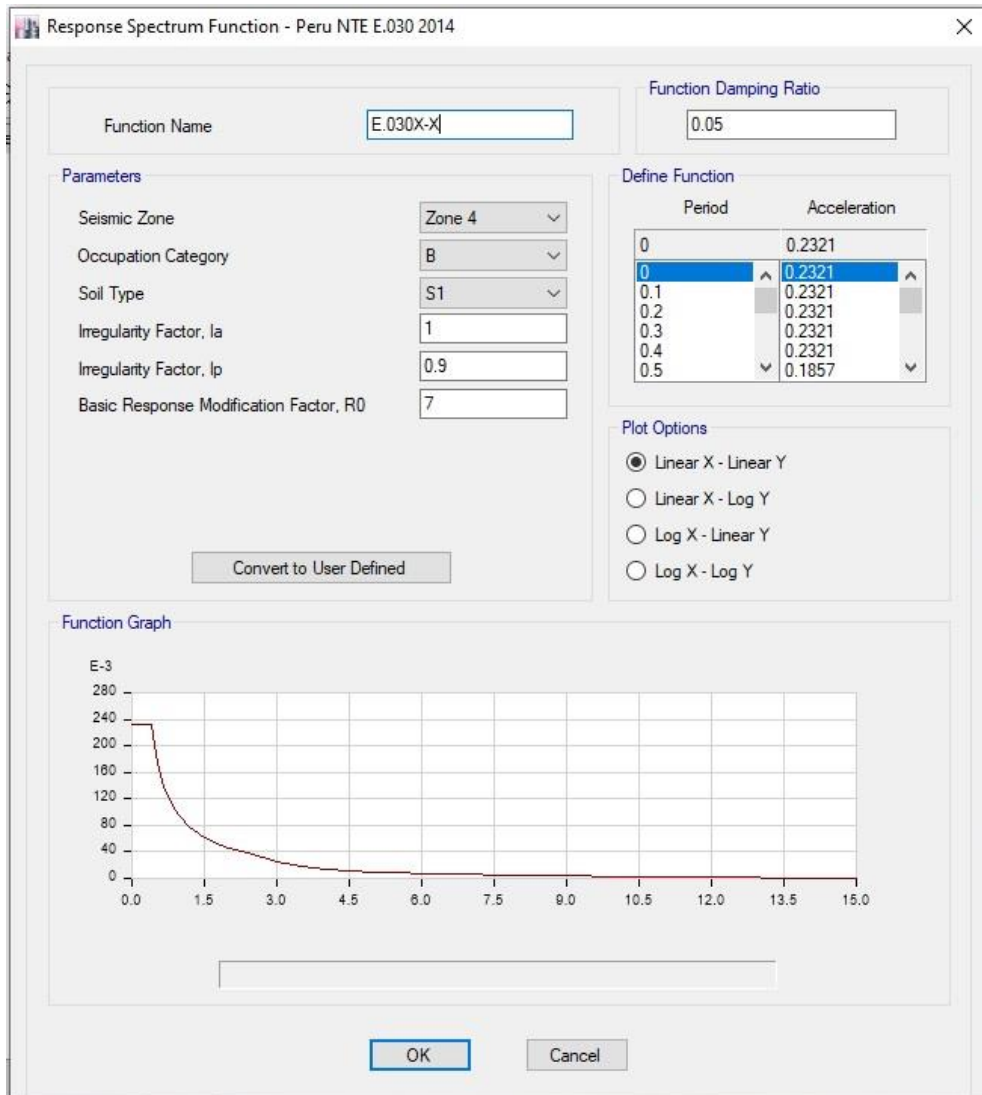 Response Spectrum Function - Peru NTE E.030 2014
Function Name
E.030X-X
Function Damping Ratio
0.05
Parameters
Seismic Zone
Zone 4
Occupation Category
B
Soil Type
S1
Irregularity Factor, Ia
1
Irregularity Factor, Ip
0.9
Basic Response Modification Factor, R0
7
Convert to User Defined
Define Function
Period Acceleration
0 0.2321
0 0.2321
0.1 0.2321
0.2 0.2321
0.3 0.2321
0.4 0.2321
0.5 0.1857
Plot Options
Linear X - Linear Y
Linear X - Log Y
Log X - Linear Y
Log X - Log Y
Function Graph
E-3
280
240
200
160
120
80
40
0
0.0 1.5 3.0 4.5 6.0 7.5 9.0 10.5 12.0 13.5 15.0
OK Cancel